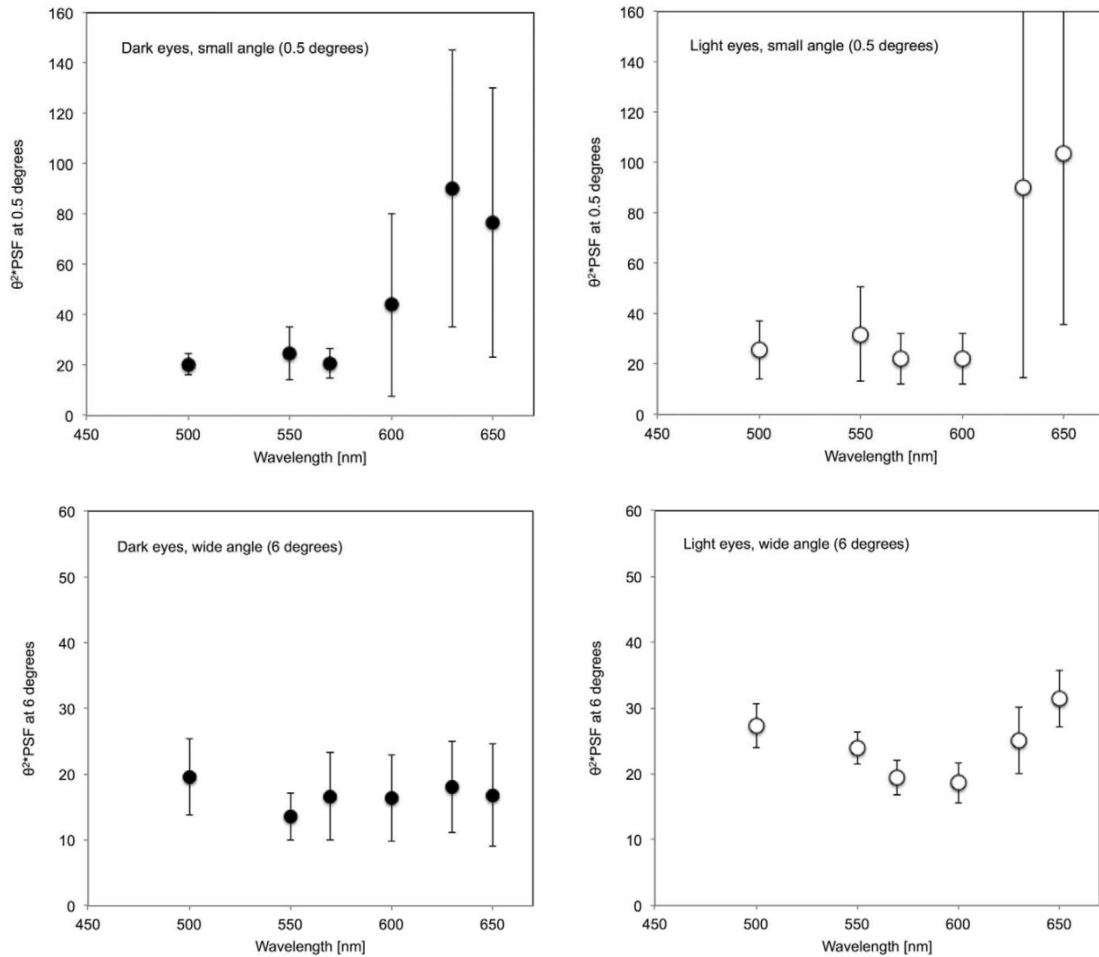 Dark eyes, small angle (0.5 degrees)
θ²*PSF at 0.5 degrees
160
140
120
100
80
60
40
20
0
450 500 550 600 650
Wavelength [nm]
Light eyes, small angle (0.5 degrees)
θ²*PSF at 0.5 degrees
160
140
120
100
80
60
40
20
0
450 500 550 600 650
Wavelength [nm]
Dark eyes, wide angle (6 degrees)
θ²*PSF at 6 degrees
60
50
40
30
20
10
0
450 500 550 600 650
Wavelength [nm]
Light eyes, wide angle (6 degrees)
θ²*PSF at 6 degrees
60
50
40
30
20
10
0
450 500 550 600 650
Wavelength [nm]